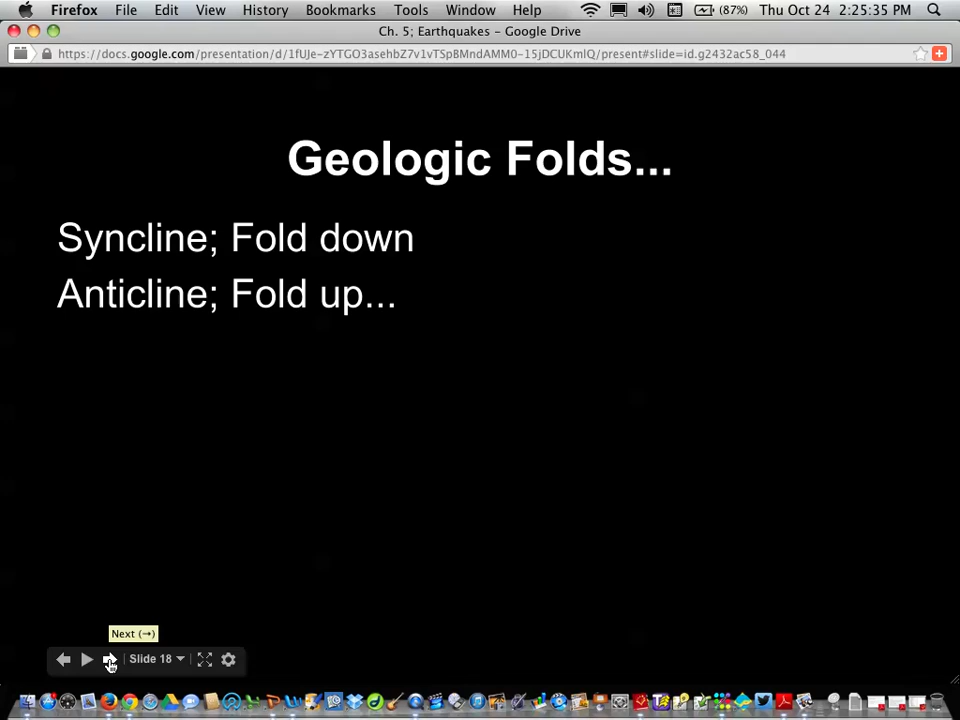 Firefox File Edit View History Bookmarks Tools Window Help (87%) Thu Oct 24 2:25:35 PM
Ch. 5; Earthquakes - Google Drive
https://docs.google.com/presentation/d/1fUJe-zYTGO3asehbZ7v1vTSpBMndAMM0-15jDCUKmlQ/present#slide=id.g2432ac58_044
Geologic Folds...
Syncline; Fold down
Anticline; Fold up...
Next (→)
Slide 18